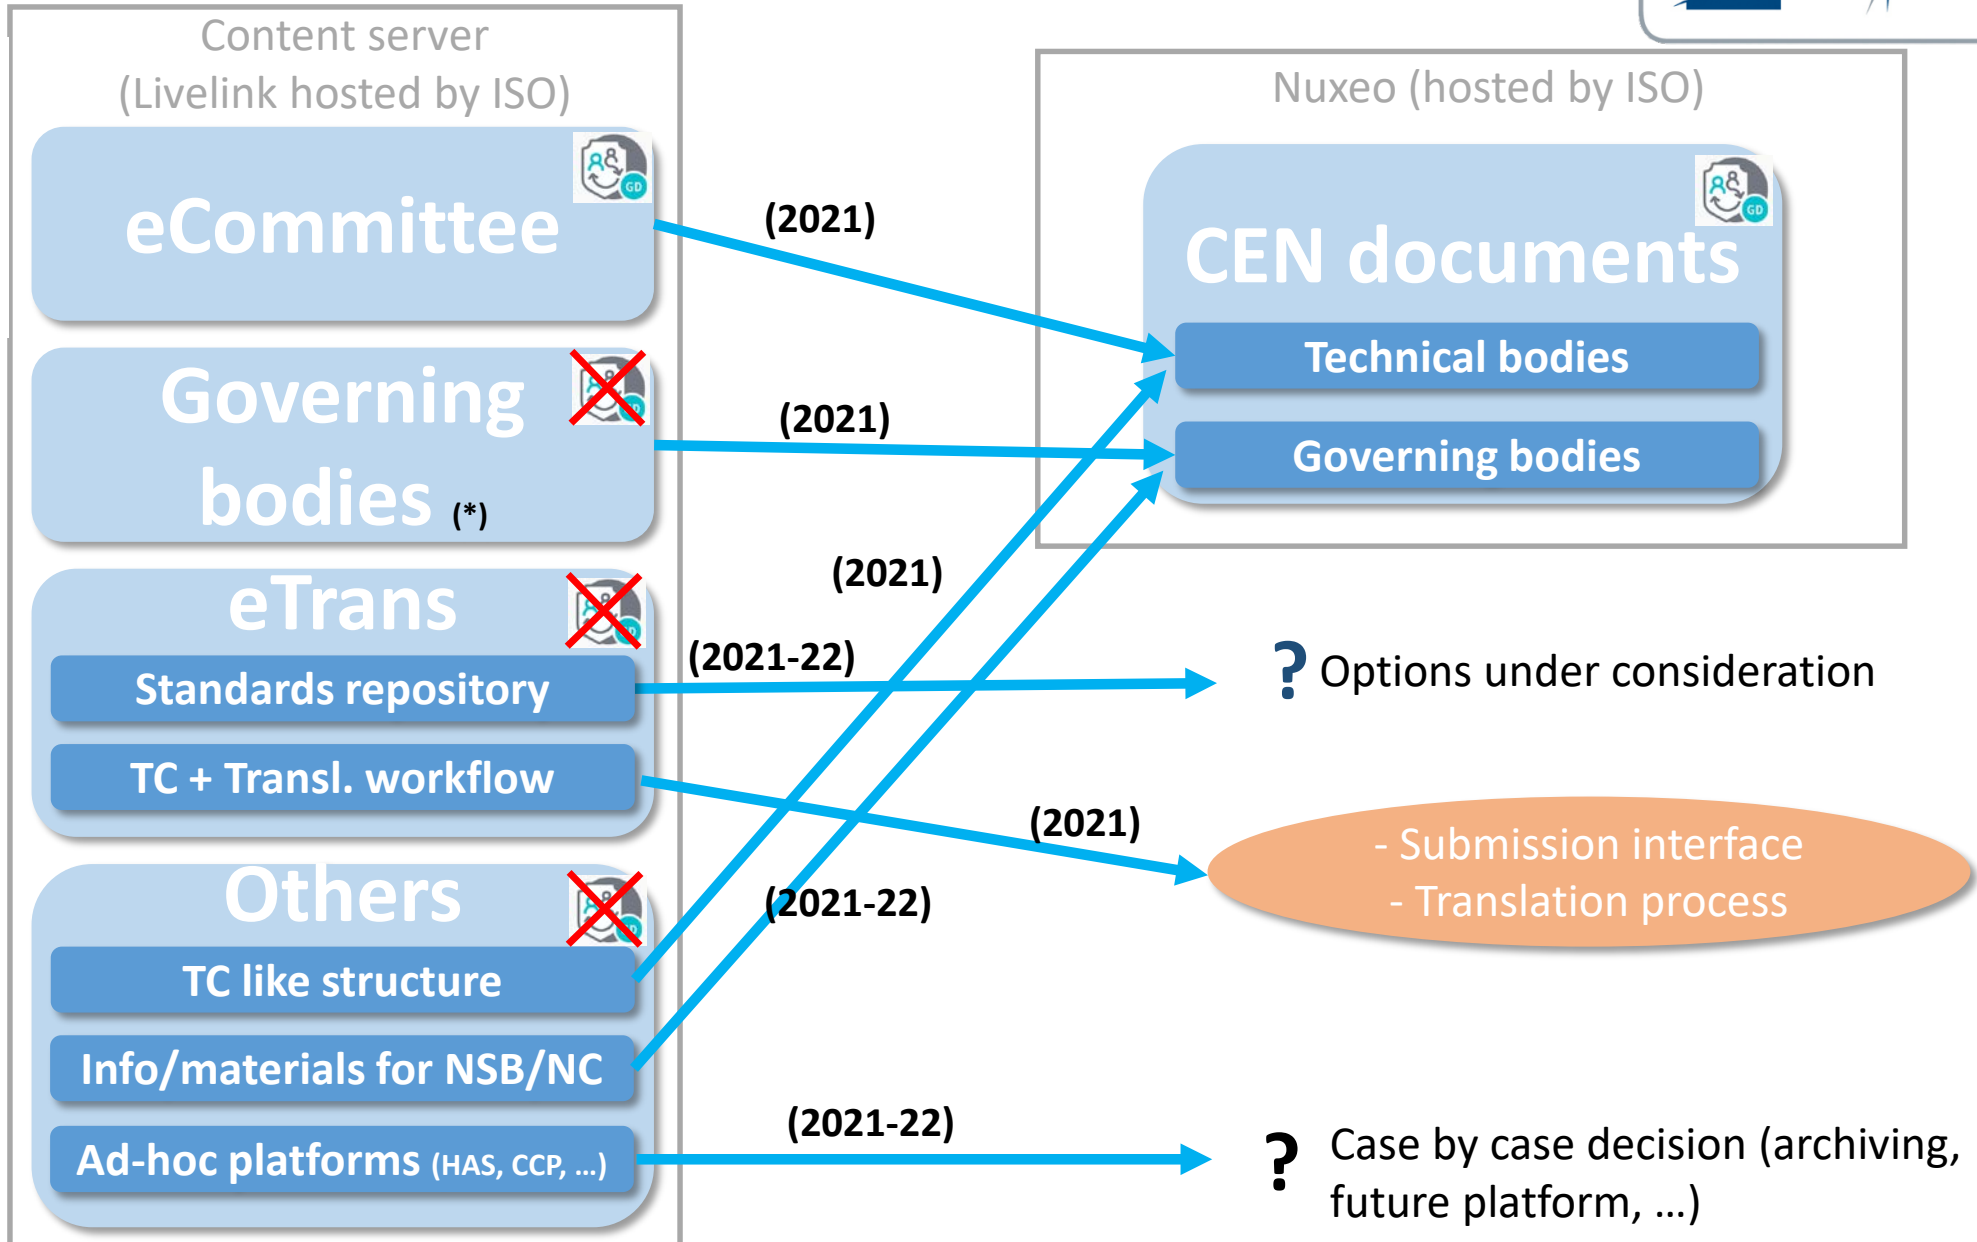 Content server
(Livelink hosted by ISO)
eCommittee
GD
Governing
bodies (*)
eTrans
Standards repository
TC + Transl. workflow
Others
TC like structure
Info/materials for NSB/NC
Ad-hoc platforms (HAS, CCP, ...)
(2021)
(2021)
(2021)
(2021-22)
(2021)
(2021-22)
(2021-22)
Nuxeo (hosted by ISO)
CEN documents
GD
Technical bodies
Governing bodies
? Options under consideration
- Submission interface
- Translation process
? Case by case decision (archiving,
future platform, ...)